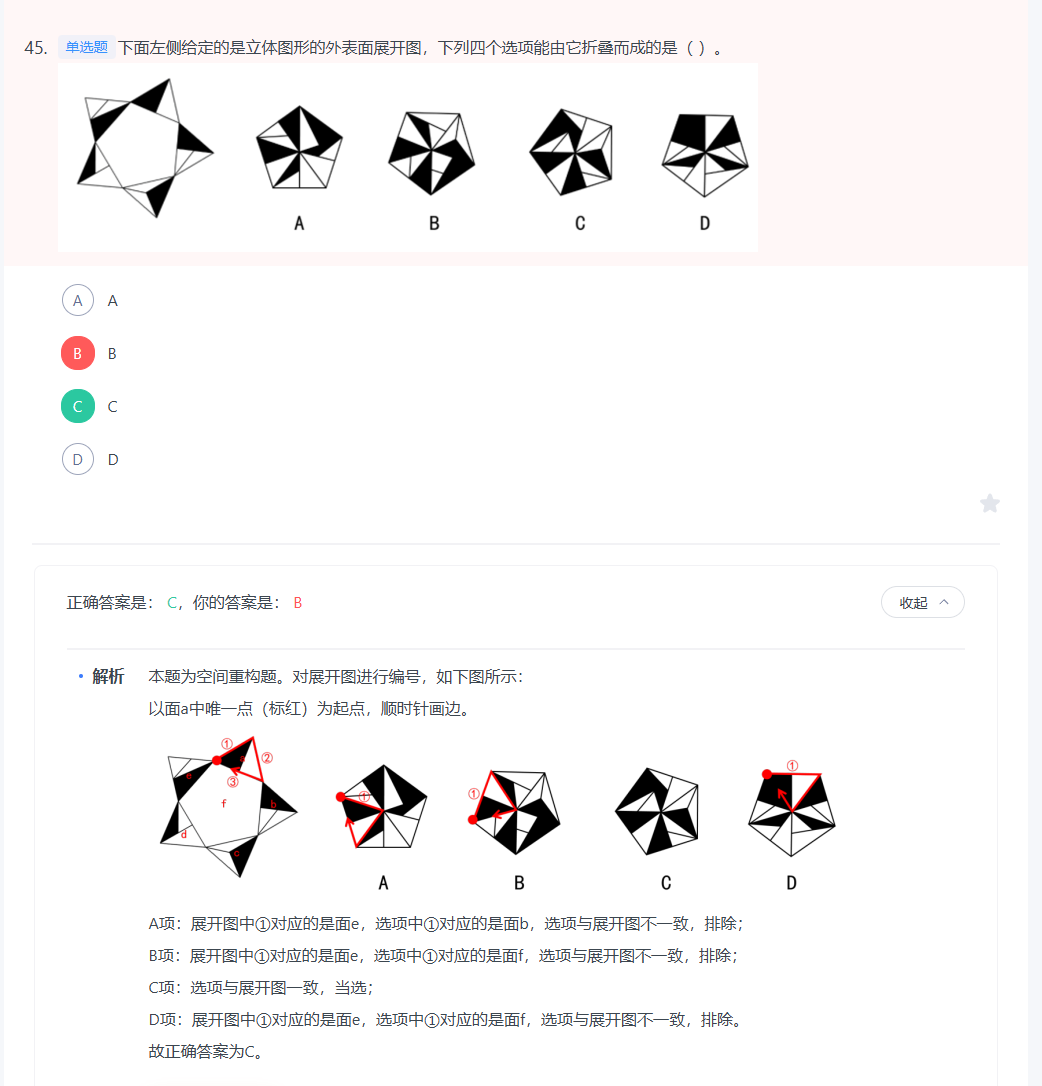 45. 单选题 下面左侧给定的是立体图形的外表面展开图，下列四个选项能由它折叠而成的是（ ）。
A B C D
A A
B B
C C
D D
正确答案是： C，你的答案是： B
收起
• 解析 本题为空间重构题。对展开图进行编号，如下图所示：
以面a中唯一点（标红）为起点，顺时针画边。
① ② ③ e f b d ① ① ①
A B C D
A项：展开图中①对应的是面e，选项中①对应的是面b，选项与展开图不一致，排除；
B项：展开图中①对应的是面e，选项中①对应的是面f，选项与展开图不一致，排除；
C项：选项与展开图一致，当选；
D项：展开图中①对应的是面e，选项中①对应的是面f，选项与展开图不一致，排除。
故正确答案为C。